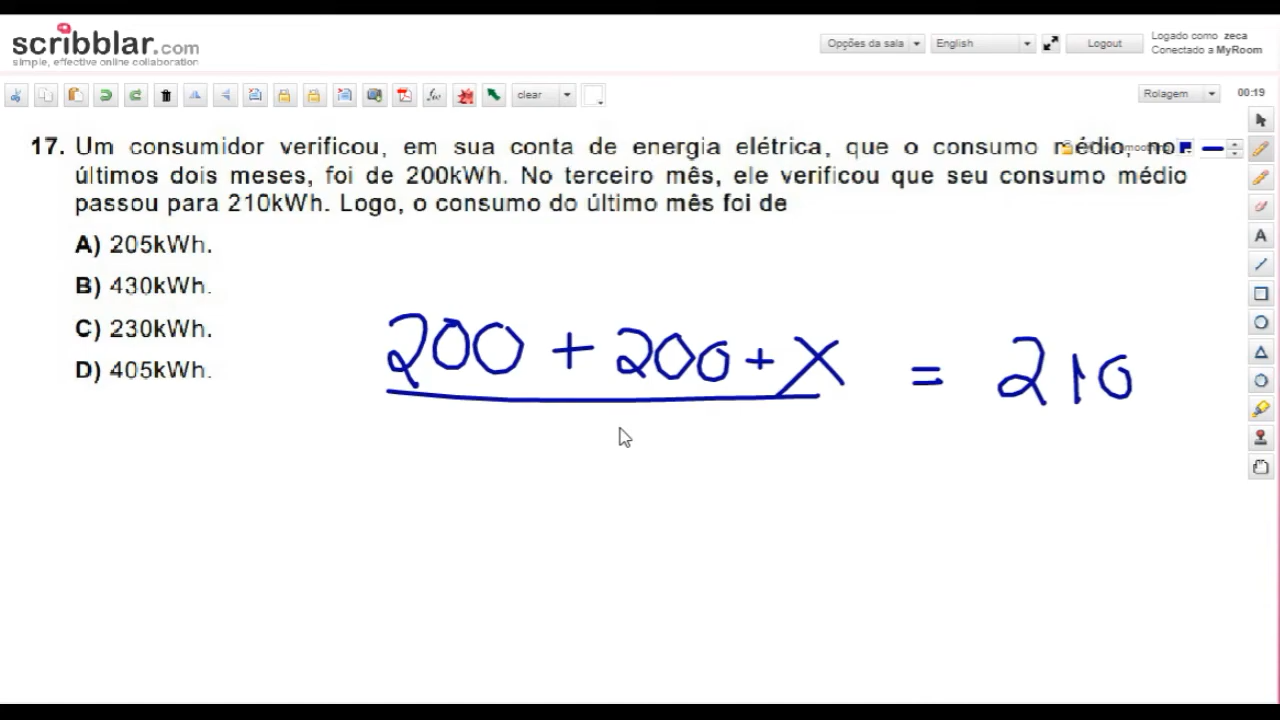 scribblar.com
simple, effective online collaboration
Opções da sala
English
Logout
Logado como zeca
Conectado a MyRoom
clear
Rolagem
00:19
17. Um consumidor verificou, em sua conta de energia elétrica, que o consumo médio, no
últimos dois meses, foi de 200kWh. No terceiro mês, ele verificou que seu consumo médio
passou para 210kWh. Logo, o consumo do último mês foi de
A) 205kWh.
B) 430kWh.
C) 230kWh.
D) 405kWh.
200 + 200 + X = 210